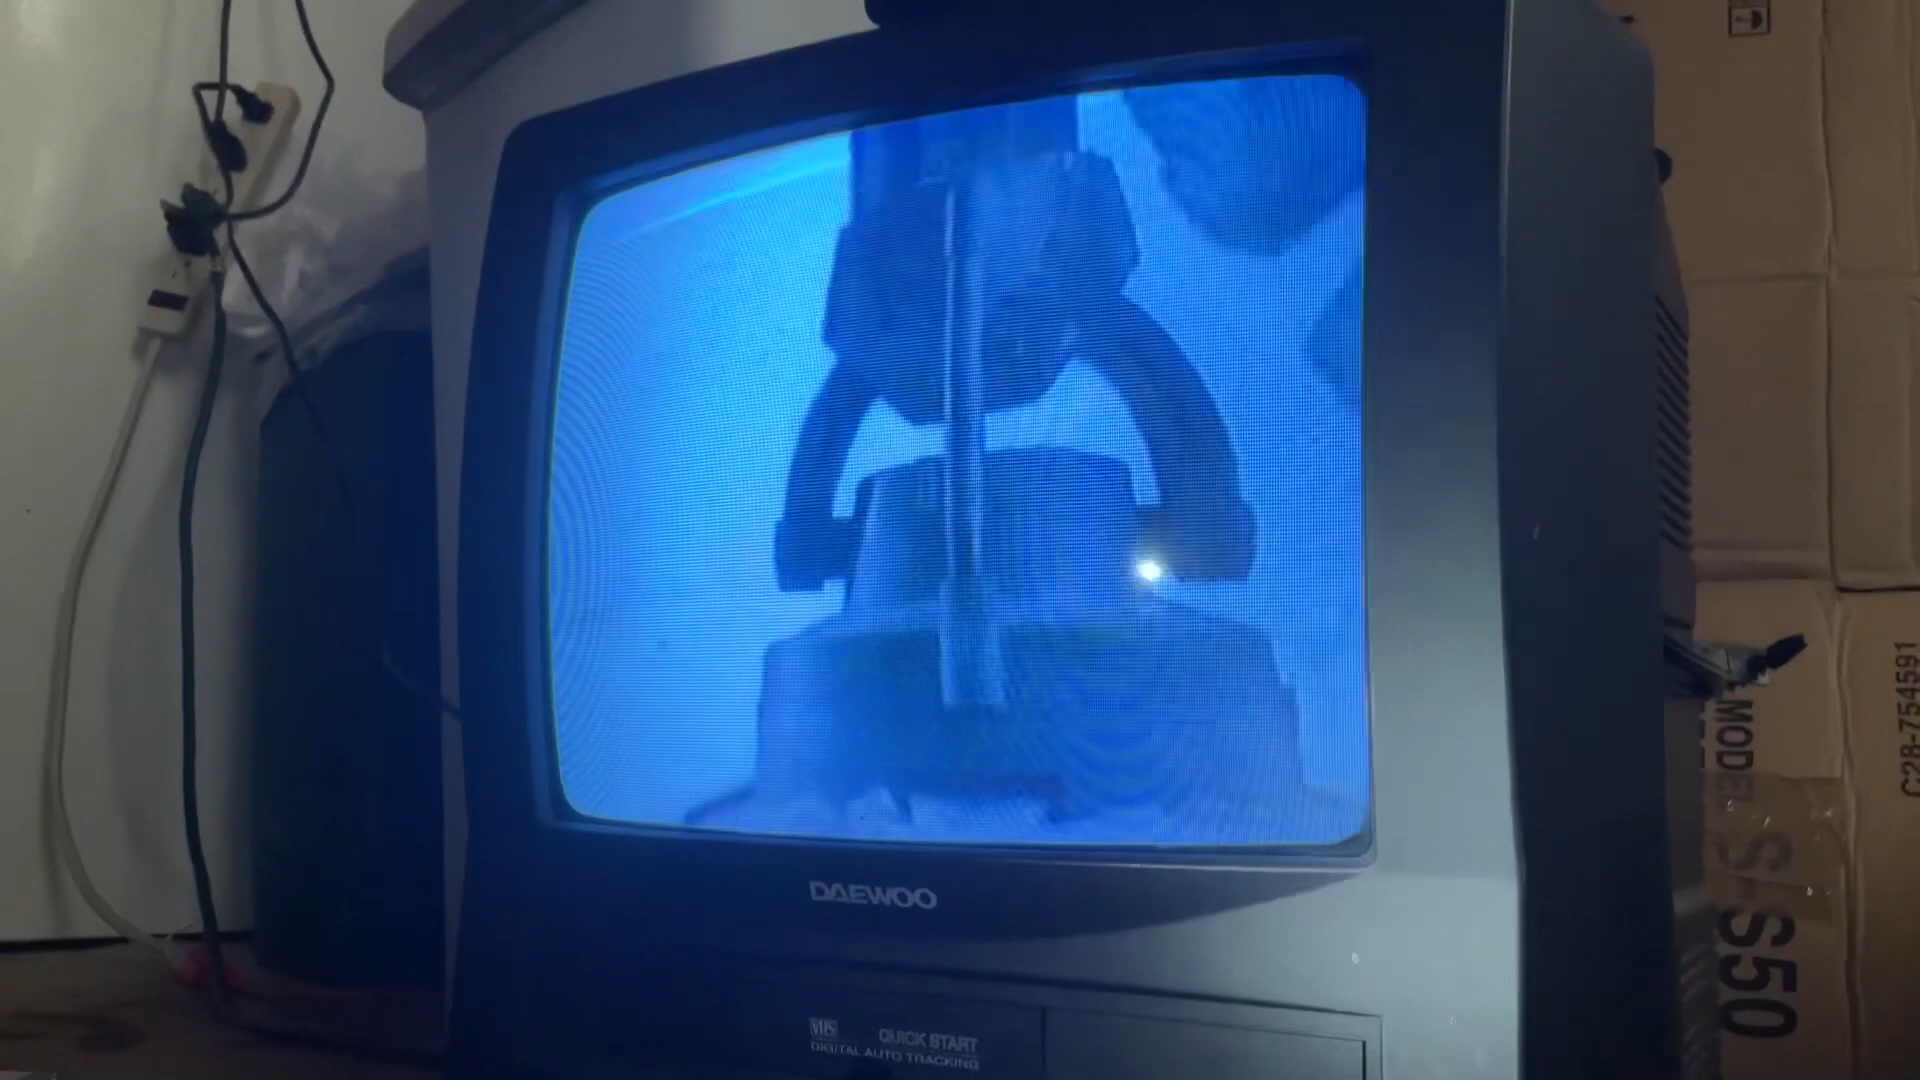 DAEWOO
VHS
QUICK START
DIGITAL AUTO TRACKING
MODEL
S-S50
C28-754591